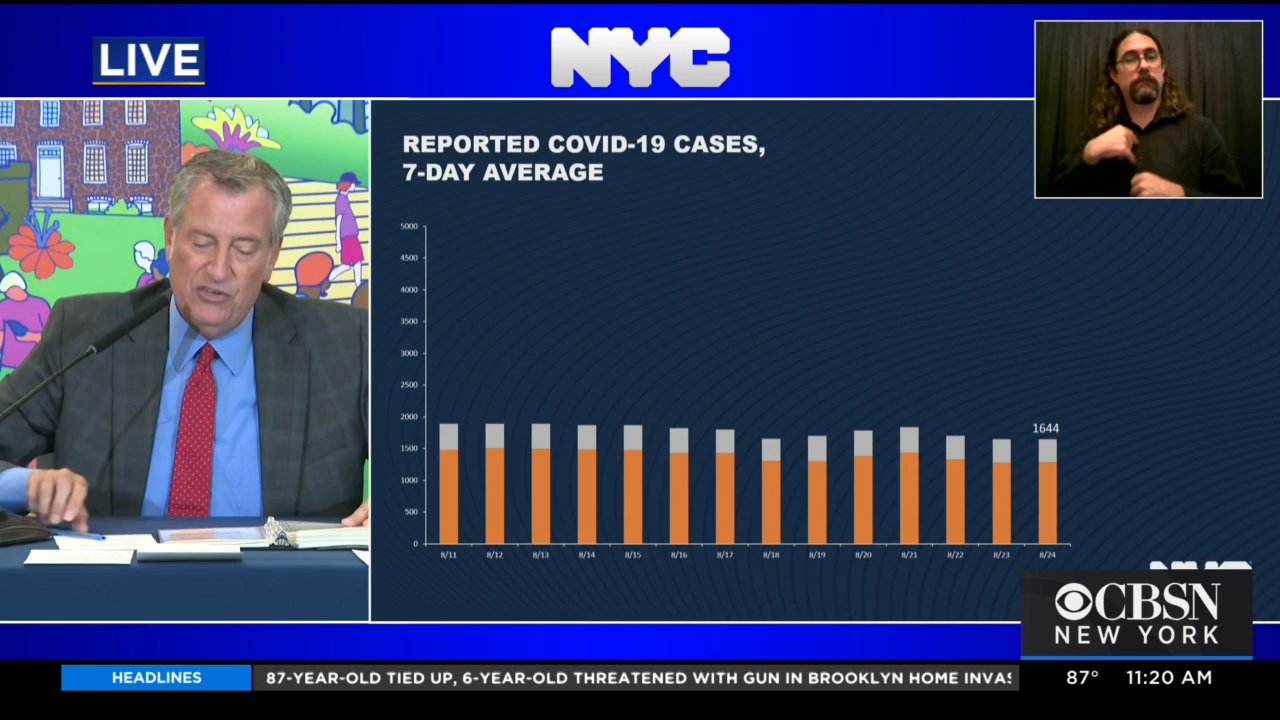 LIVE
NYC
REPORTED COVID-19 CASES,
7-DAY AVERAGE
5000
4500
4000
3500
3000
2500
2000
1500
1000
500
0
1644
8/11 8/12 8/13 8/14 8/15 8/16 8/17 8/18 8/19 8/20 8/21 8/22 8/23 8/24
CBSN
NEW YORK
HEADLINES 87-YEAR-OLD TIED UP, 6-YEAR-OLD THREATENED WITH GUN IN BROOKLYN HOME INVAS 87° 11:20 AM